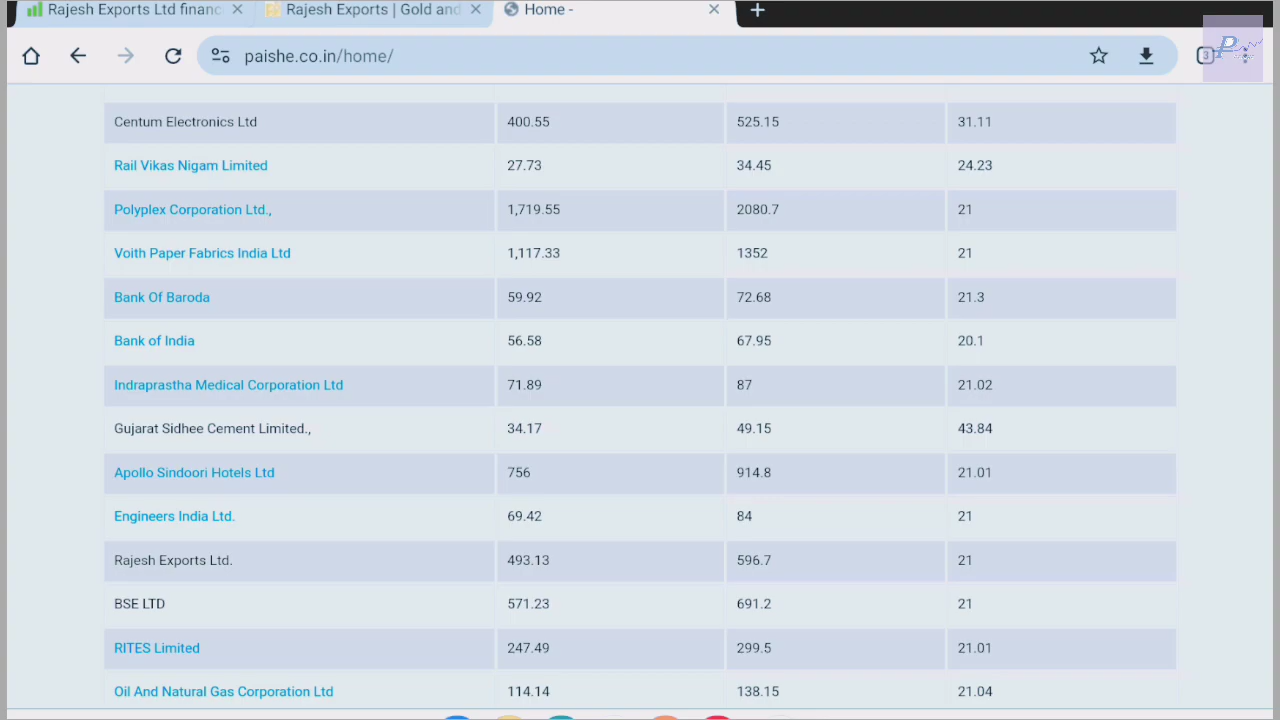 Rajesh Exports Ltd financ
Rajesh Exports | Gold and
Home -
paishe.co.in/home/
3
P
Centum Electronics Ltd 400.55 525.15 31.11
Rail Vikas Nigam Limited 27.73 34.45 24.23
Polyplex Corporation Ltd., 1,719.55 2080.7 21
Voith Paper Fabrics India Ltd 1,117.33 1352 21
Bank Of Baroda 59.92 72.68 21.3
Bank of India 56.58 67.95 20.1
Indraprastha Medical Corporation Ltd 71.89 87 21.02
Gujarat Sidhee Cement Limited., 34.17 49.15 43.84
Apollo Sindoori Hotels Ltd 756 914.8 21.01
Engineers India Ltd. 69.42 84 21
Rajesh Exports Ltd. 493.13 596.7 21
BSE LTD 571.23 691.2 21
RITES Limited 247.49 299.5 21.01
Oil And Natural Gas Corporation Ltd 114.14 138.15 21.04